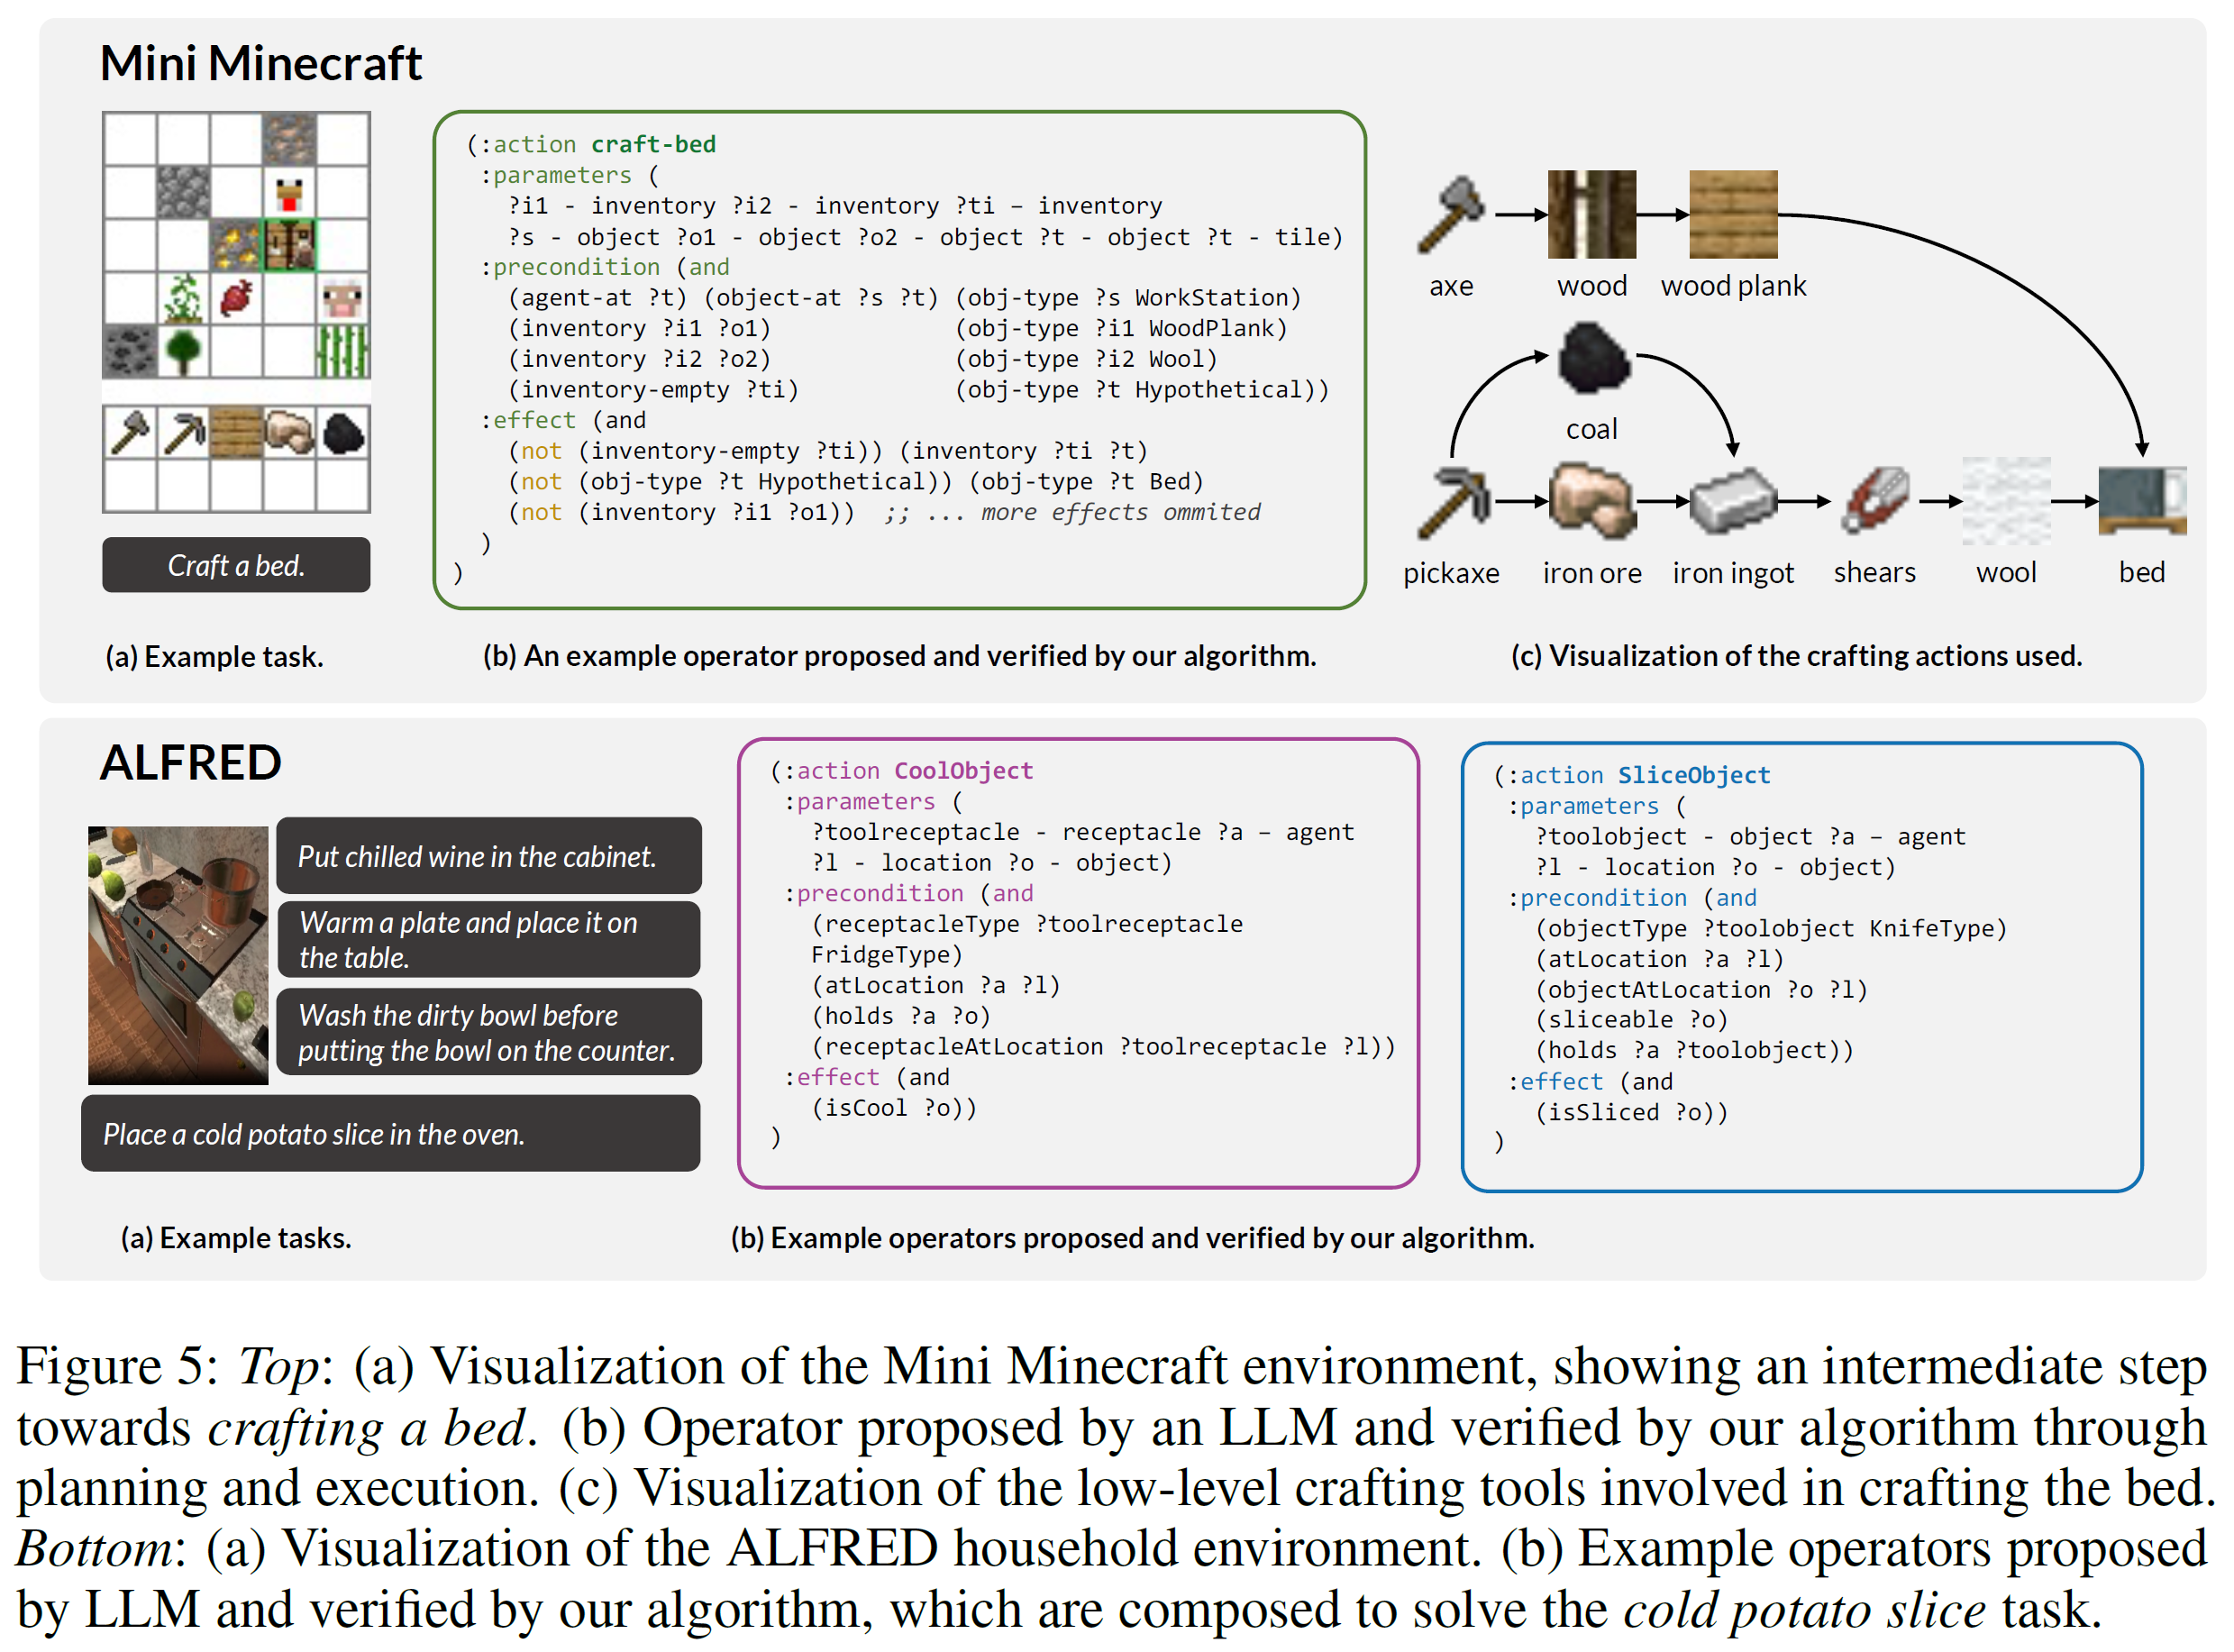 Mini Minecraft
Craft a bed.
(a) Example task.
(:action craft-bed
:parameters (
?i1 - inventory ?i2 - inventory ?ti – inventory
?s - object ?o1 - object ?o2 - object ?t - object ?t - tile)
:precondition (and
(agent-at ?t) (object-at ?s ?t) (obj-type ?s WorkStation)
(inventory ?i1 ?o1) (obj-type ?i1 WoodPlank)
(inventory ?i2 ?o2) (obj-type ?i2 Wool)
(inventory-empty ?ti) (obj-type ?t Hypothetical))
:effect (and
(not (inventory-empty ?ti)) (inventory ?ti ?t)
(not (obj-type ?t Hypothetical)) (obj-type ?t Bed)
(not (inventory ?i1 ?o1)) ;; ... more effects ommited
)
)
(b) An example operator proposed and verified by our algorithm.
axe wood wood plank
coal
pickaxe iron ore iron ingot shears wool bed
(c) Visualization of the crafting actions used.
ALFRED
Put chilled wine in the cabinet.
Warm a plate and place it on
the table.
Wash the dirty bowl before
putting the bowl on the counter.
Place a cold potato slice in the oven.
(a) Example tasks.
(:action CoolObject
:parameters (
?toolreceptacle - receptacle ?a – agent
?l - location ?o - object)
:precondition (and
(receptacleType ?toolreceptacle
FridgeType)
(atLocation ?a ?l)
(holds ?a ?o)
(receptacleAtLocation ?toolreceptacle ?l))
:effect (and
(isCool ?o))
)
(:action SliceObject
:parameters (
?toolobject - object ?a – agent
?l - location ?o - object)
:precondition (and
(objectType ?toolobject KnifeType)
(atLocation ?a ?l)
(objectAtLocation ?o ?l)
(sliceable ?o)
(holds ?a ?toolobject))
:effect (and
(isSliced ?o))
)
(b) Example operators proposed and verified by our algorithm.
Figure 5: Top: (a) Visualization of the Mini Minecraft environment, showing an intermediate step
towards crafting a bed. (b) Operator proposed by an LLM and verified by our algorithm through
planning and execution. (c) Visualization of the low-level crafting tools involved in crafting the bed.
Bottom: (a) Visualization of the ALFRED household environment. (b) Example operators proposed
by LLM and verified by our algorithm, which are composed to solve the cold potato slice task.